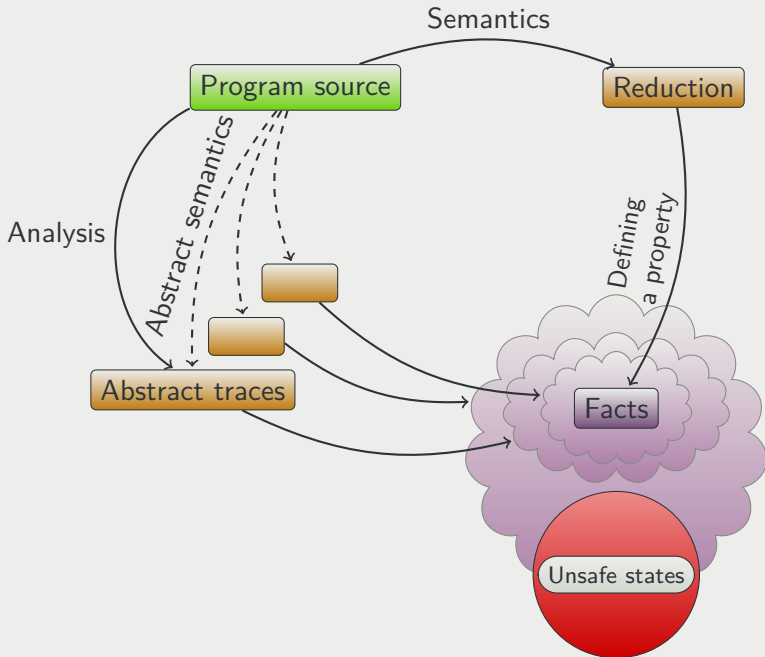 Semantics
Program source
Reduction
Abstract semantics
Analysis
Defining
a property
Abstract traces
Facts
Unsafe states